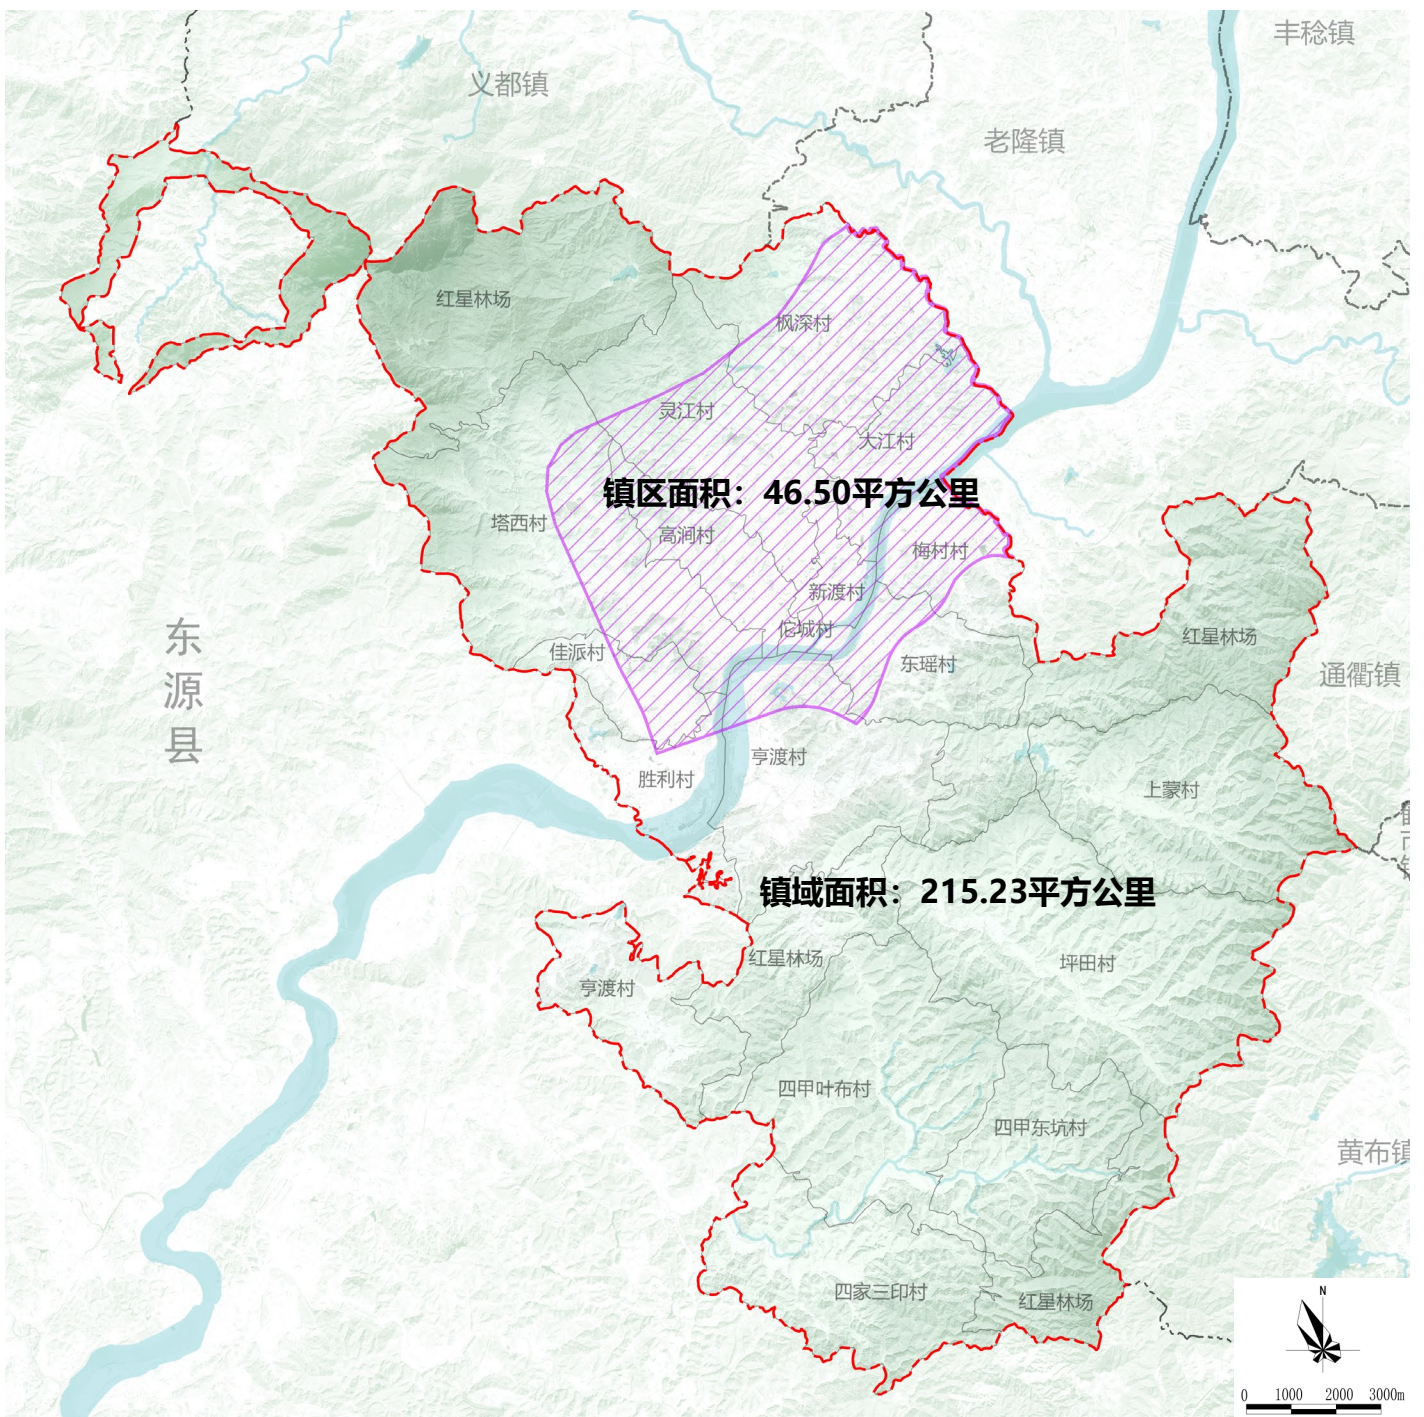 丰稔镇
义都镇
老隆镇
红星林场
枫深村
灵江村
大江村
镇区面积：46.50平方公里
塔西村
高涧村
梅村村
新渡村
佗城村
红星林场
佳派村
东瑶村
东源县
通衢镇
亨渡村
胜利村
上蒙村
镇域面积：215.23平方公里
红星林场
坪田村
亨渡村
四甲叶布村
四甲东坑村
黄布镇
四家三印村
红星林场
N
0 1000 2000 3000m